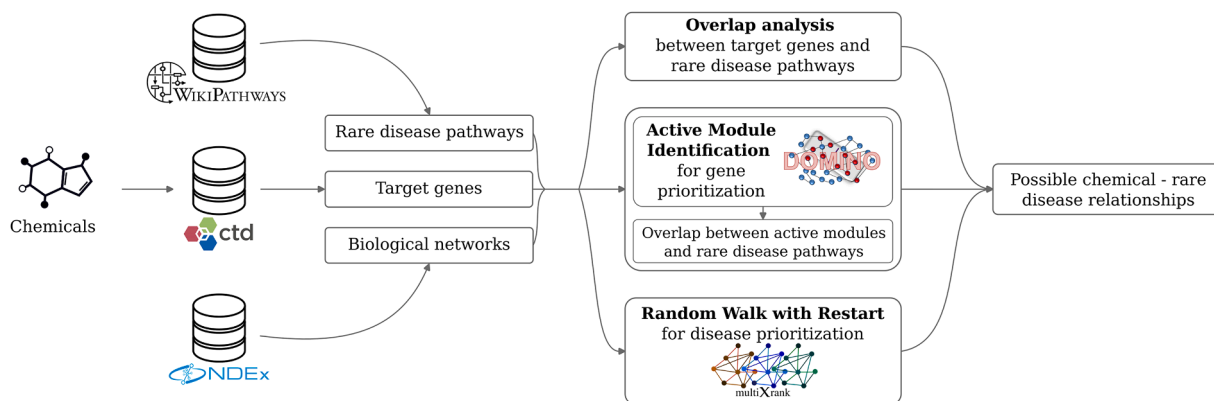 WIKIPATHWAYS
Chemicals
ctd
NDEx
Rare disease pathways
Target genes
Biological networks
Overlap analysis
between target genes and
rare disease pathways
Active Module
Identification
for gene
prioritization
DOMINO
Overlap between active modules
and rare disease pathways
Random Walk with Restart
for disease prioritization
multiXrank
Possible chemical - rare
disease relationships